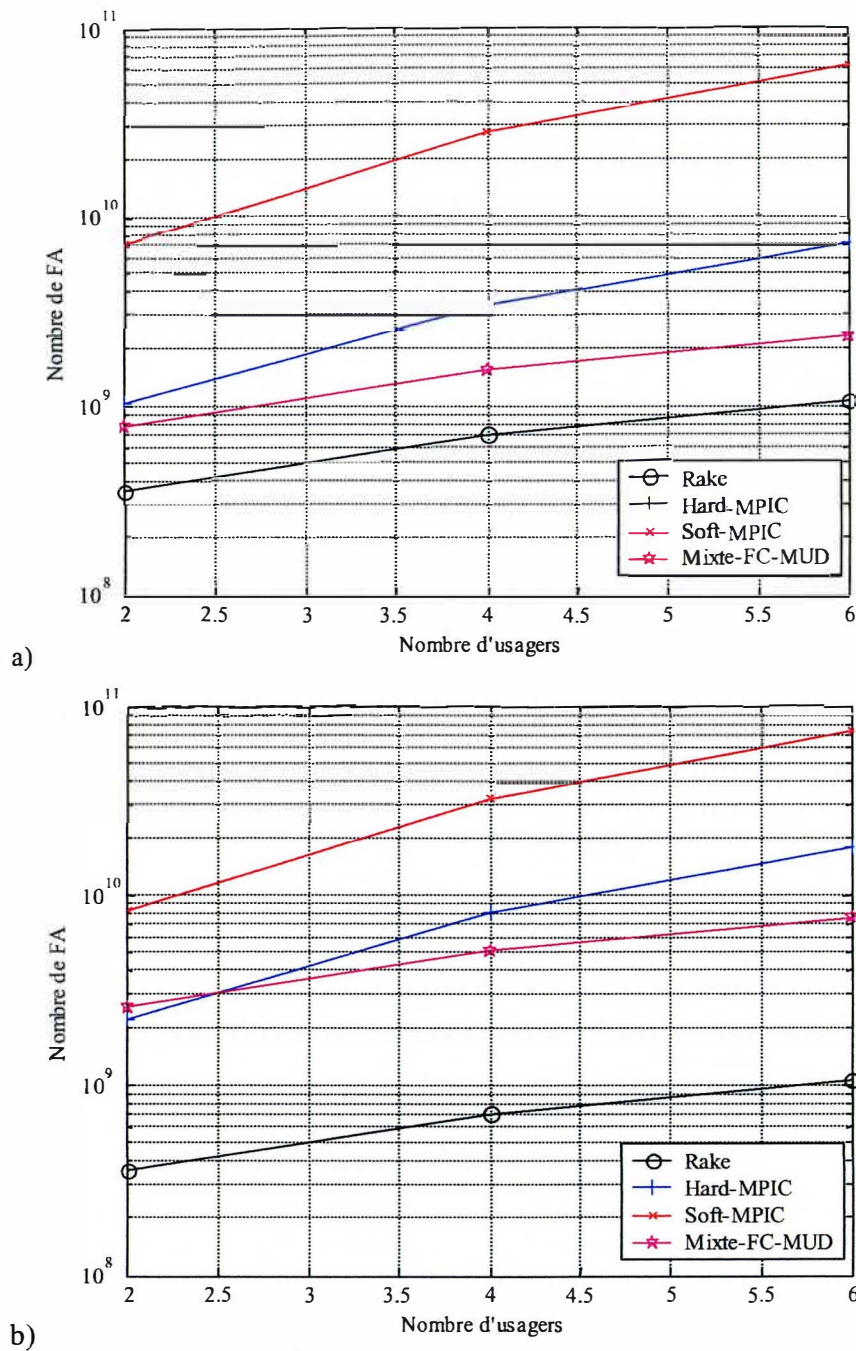 10^11
10^10
10^9
10^8
Nombre de FA
2 2.5 3 3.5 4 4.5 5 5.5 6
Nombre d'usagers
Rake
Hard-MPIC
Soft-MPIC
Mixte-FC-MUD
a)
10^11
10^10
10^9
10^8
Nombre de FA
2 2.5 3 3.5 4 4.5 5 5.5 6
Nombre d'usagers
Rake
Hard-MPIC
Soft-MPIC
Mixte-FC-MUD
b)